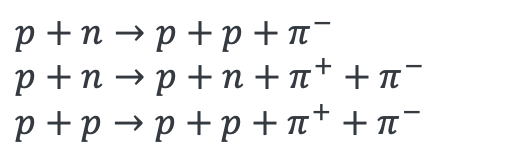 p + n → p + p + π⁻
p + n → p + n + π⁺ + π⁻
p + p → p + p + π⁺ + π⁻